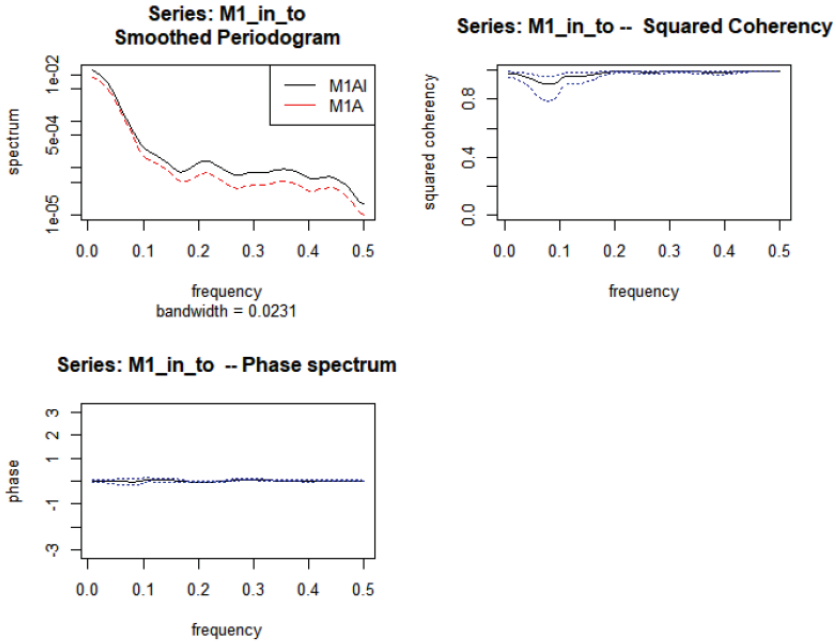 Series: M1_in_to
Smoothed Periodogram
M1AI
M1A
spectrum
1e-02
5e-04
1e-05
0.0 0.1 0.2 0.3 0.4 0.5
frequency
bandwidth = 0.0231
Series: M1_in_to -- Squared Coherency
squared coherency
0.8
0.4
0.0
0.0 0.1 0.2 0.3 0.4 0.5
frequency
Series: M1_in_to -- Phase spectrum
phase
3
2
1
-1
-3
0.0 0.1 0.2 0.3 0.4 0.5
frequency